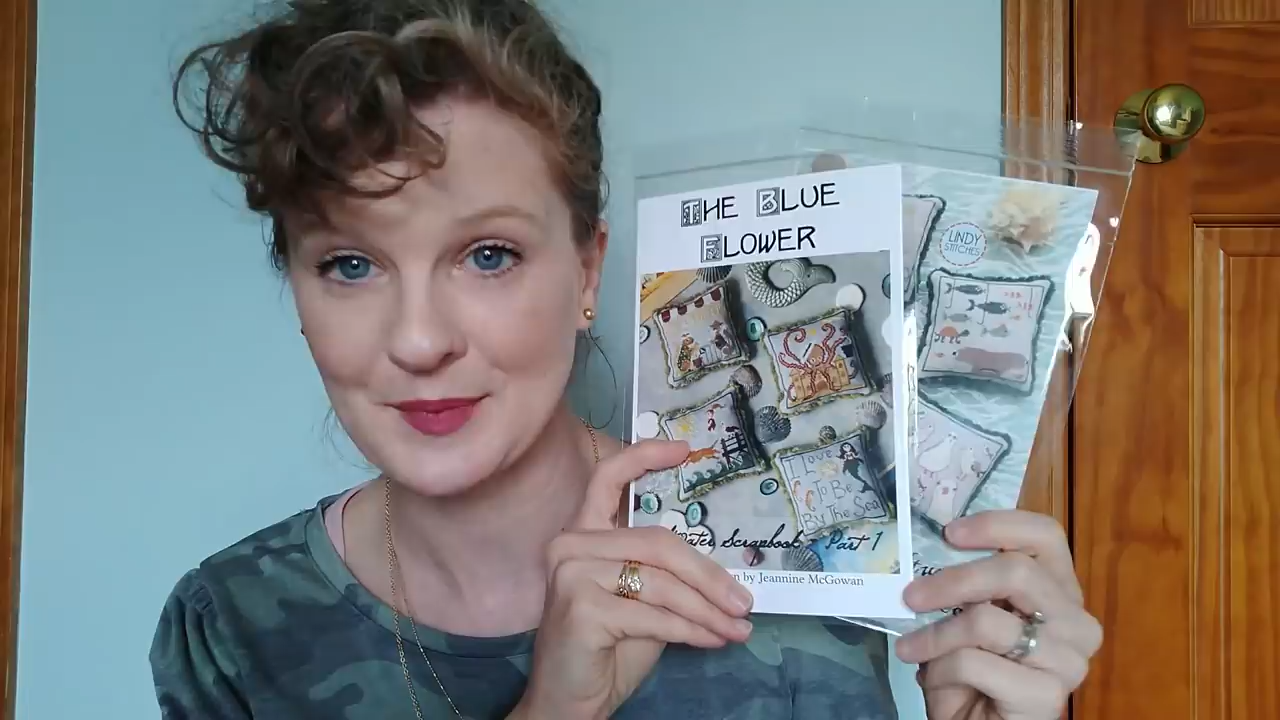 THE BLUE
FLOWER
I Love
To Be
By The Sea
Scrapbook - Part 1
by Jeannine McGowan
LINDY
STITCHES